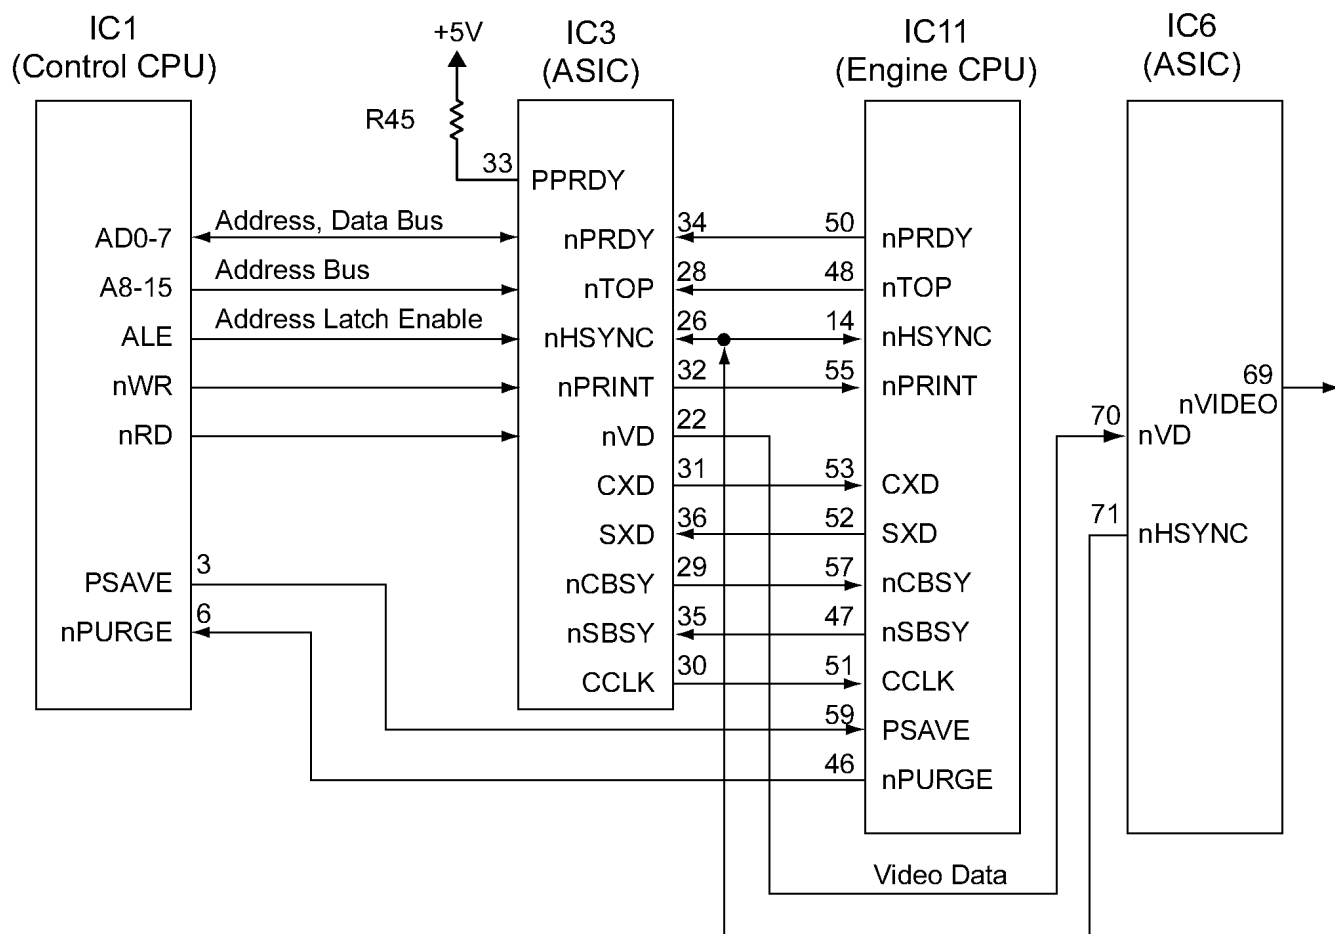 IC1
(Control CPU)
+5V
IC3
(ASIC)
IC11
(Engine CPU)
IC6
(ASIC)
R45
33
PPRDY
AD0-7
Address, Data Bus
nPRDY
34
50
nPRDY
A8-15
Address Bus
nTOP
28
48
nTOP
ALE
Address Latch Enable
nHSYNC
26
14
nHSYNC
nWR
nPRINT
32
55
nPRINT
69
nVIDEO
nRD
nVD
22
70
nVD
CXD
31
53
CXD
SXD
36
52
SXD
71
nHSYNC
PSAVE
3
nCBSY
29
57
nCBSY
nPURGE
6
nSBSY
35
47
nSBSY
CCLK
30
51
CCLK
59
PSAVE
46
nPURGE
Video Data